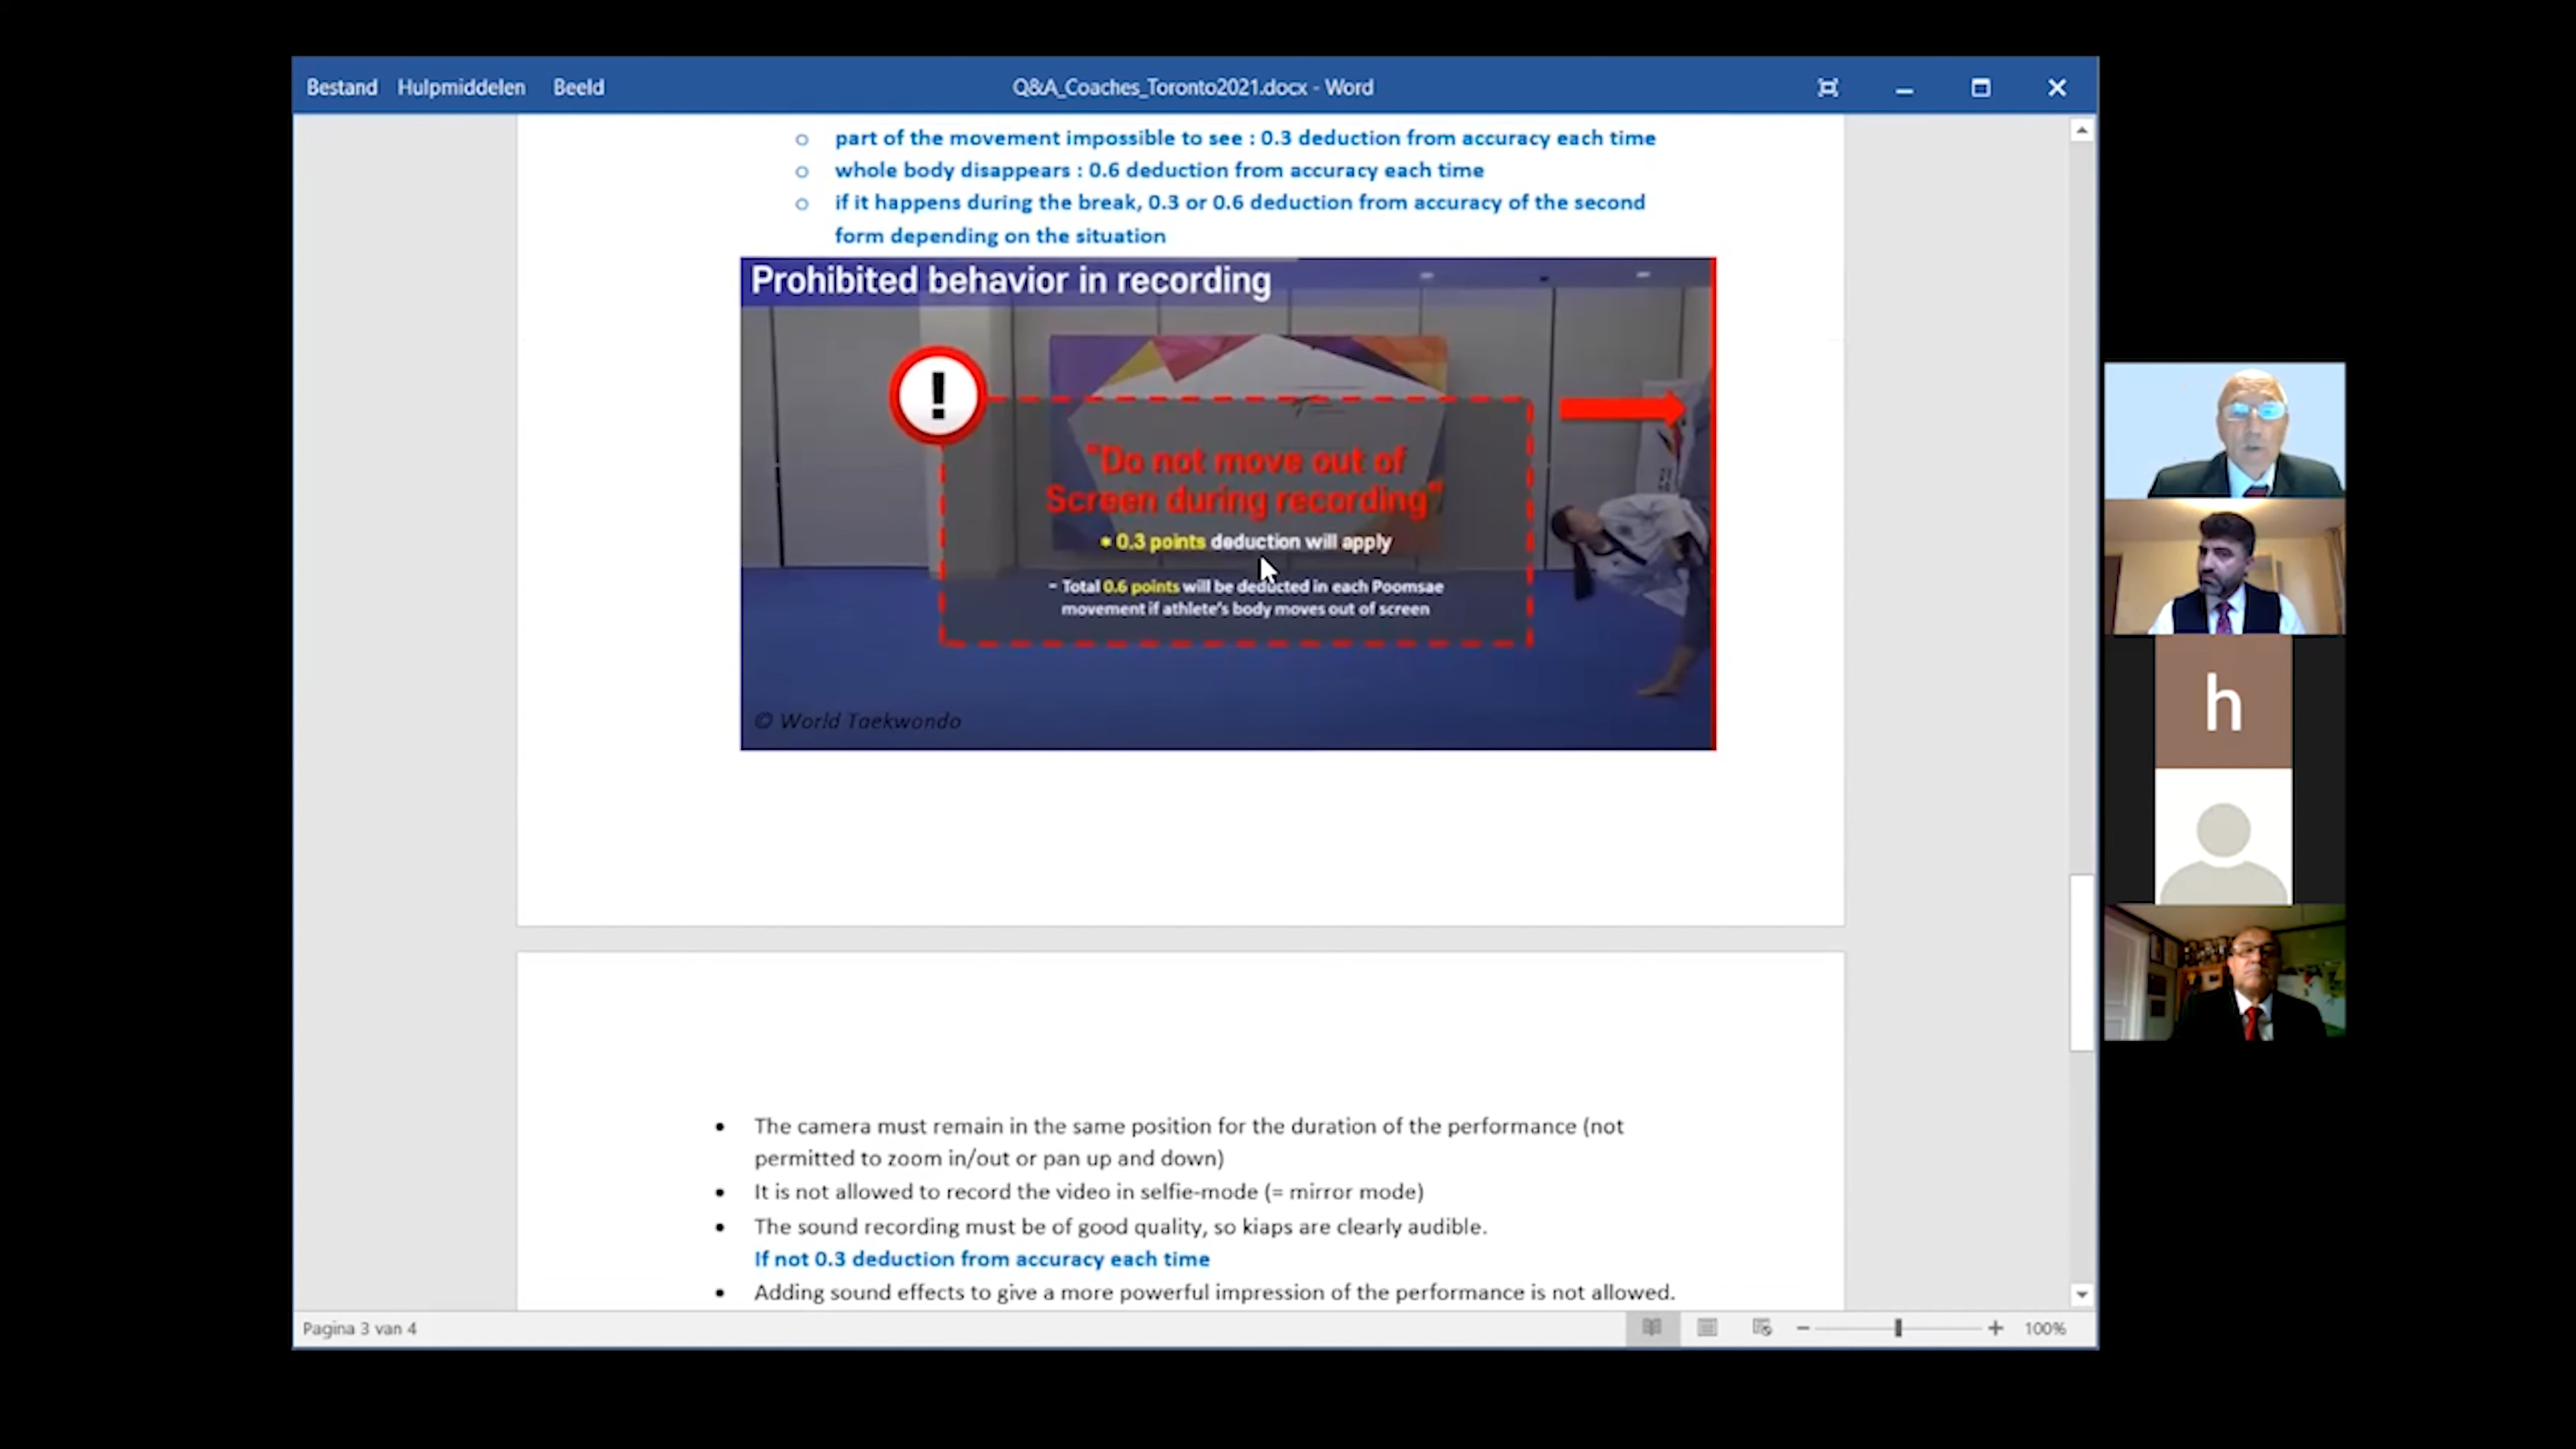 Bestand Hulpmiddelen Beeld
Q&A_Coaches_Toronto2021.docx - Word
part of the movement impossible to see : 0.3 deduction from accuracy each time
whole body disappears : 0.6 deduction from accuracy each time
if it happens during the break, 0.3 or 0.6 deduction from accuracy of the second
form depending on the situation
Prohibited behavior in recording
!
"Do not move out of
Screen during recording"
* 0.3 points deduction will apply
- Total 0.6 points will be deducted in each Poomsae
movement if athlete's body moves out of screen
© World Taekwondo
h
• The camera must remain in the same position for the duration of the performance (not
permitted to zoom in/out or pan up and down)
• It is not allowed to record the video in selfie-mode (= mirror mode)
• The sound recording must be of good quality, so kiaps are clearly audible.
If not 0.3 deduction from accuracy each time
• Adding sound effects to give a more powerful impression of the performance is not allowed.
Pagina 3 van 4
100%